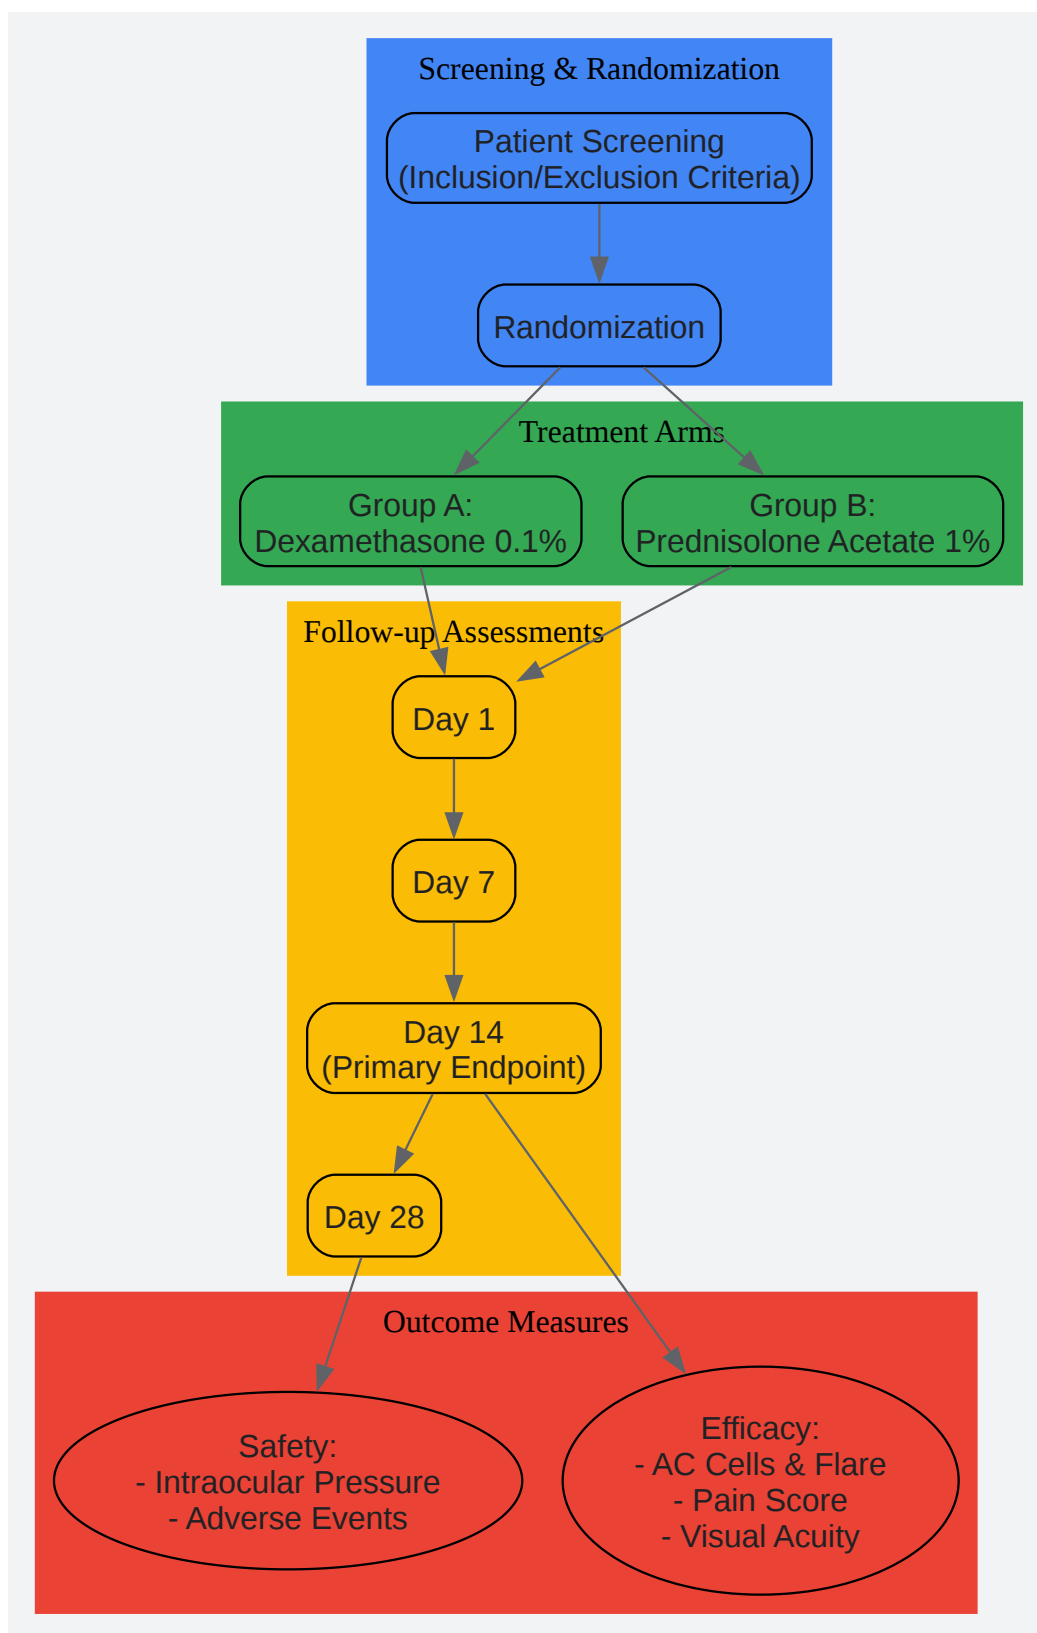 Screening & Randomization
Patient Screening
(Inclusion/Exclusion Criteria)
Randomization
Treatment Arms
Group A:
Dexamethasone 0.1%
Group B:
Prednisolone Acetate 1%
Follow-up Assessments
Day 1
Day 7
Day 14
(Primary Endpoint)
Day 28
Outcome Measures
Safety:
- Intraocular Pressure
- Adverse Events
Efficacy:
- AC Cells & Flare
- Pain Score
- Visual Acuity